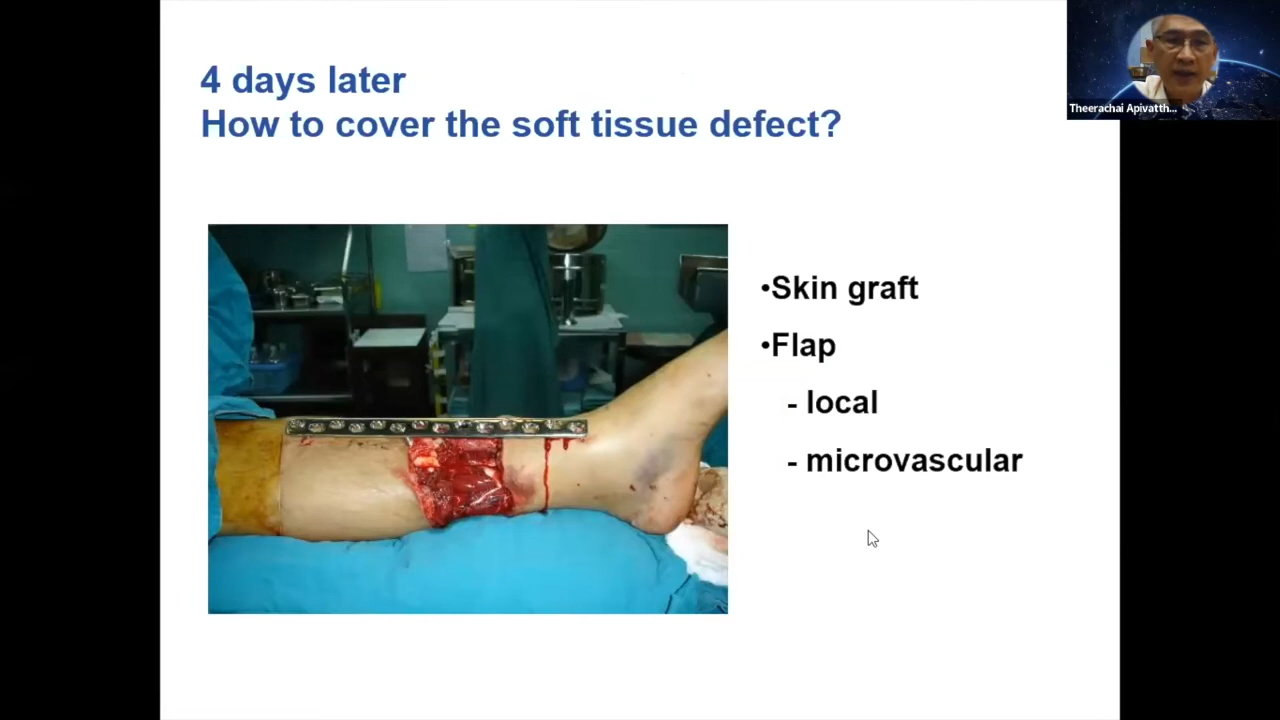 4 days later
How to cover the soft tissue defect?
Theerachai Apivatth...
•Skin graft
•Flap
- local
- microvascular